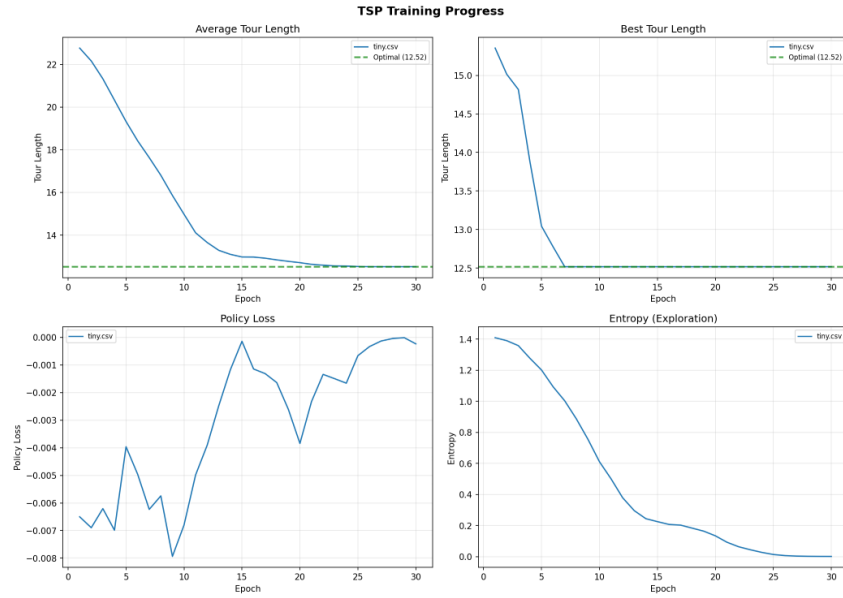 TSP Training Progress
Average Tour Length
22
20
18
16
14
Tour Length
0 5 10 15 20 25 30
Epoch
tiny.csv
Optimal (12.52)
Best Tour Length
15.0
14.5
14.0
13.5
13.0
12.5
Tour Length
0 5 10 15 20 25 30
Epoch
tiny.csv
Optimal (12.52)
Policy Loss
0.000
−0.001
−0.002
−0.003
−0.004
−0.005
−0.006
−0.007
−0.008
Policy Loss
0 5 10 15 20 25 30
Epoch
tiny.csv
Entropy (Exploration)
1.4
1.2
1.0
0.8
0.6
0.4
0.2
0.0
Entropy
0 5 10 15 20 25 30
Epoch
tiny.csv